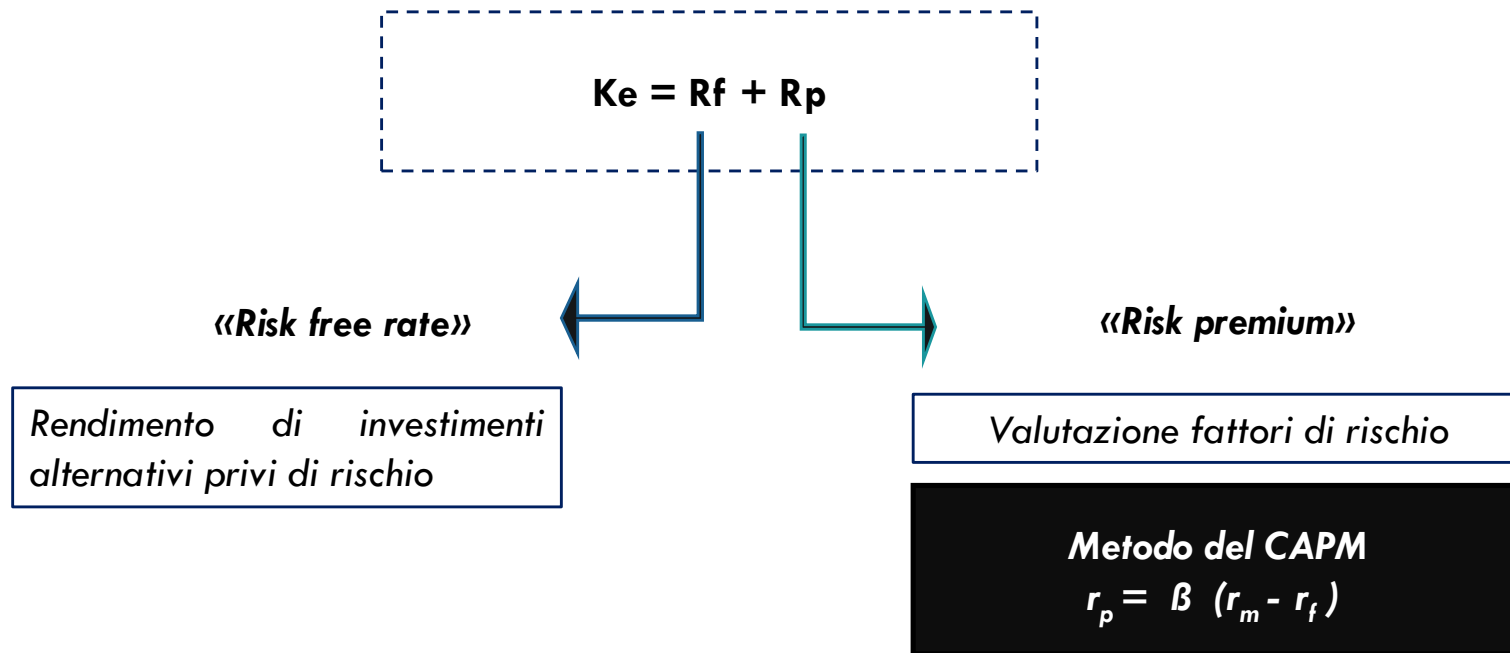 Ke = Rf + Rp
«Risk free rate»
«Risk premium»
Rendimento di investimenti
alternativi privi di rischio
Valutazione fattori di rischio
Metodo del CAPM
rp = ß (rm - rf )